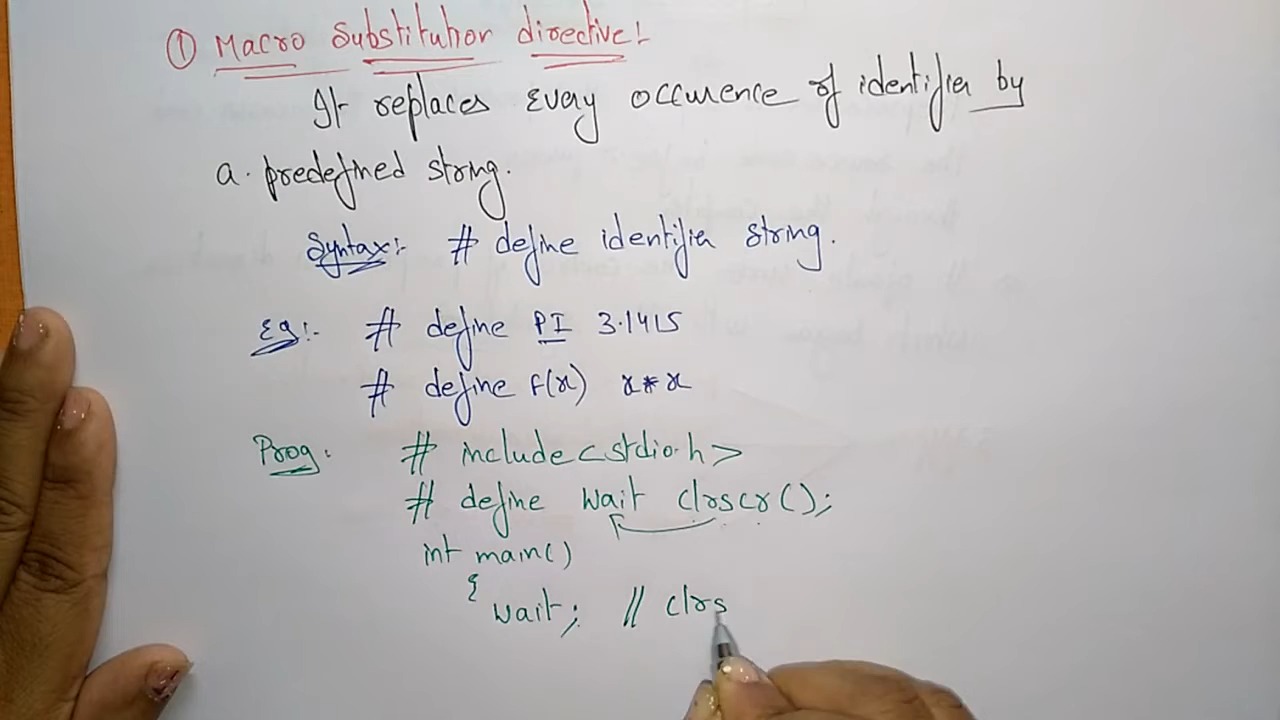 ① Macro Substitution directive:
It replaces every occurrence of identifier by
a predefined string.
Syntax:- # define identifier string.
Eg:- # define PI 3.1415
# define f(x) x*x
Prog: # include <stdio.h>
# define wait clrscr();
int main()
{ wait; // clrs